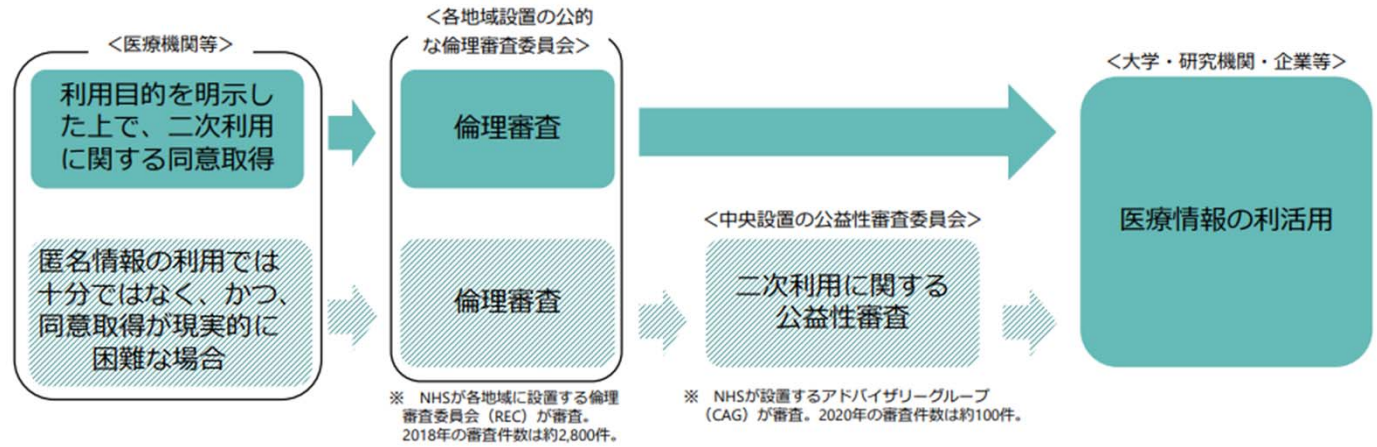 ＜医療機関等＞
利用目的を明示し
た上で、二次利用
に関する同意取得
匿名情報の利用では
十分ではなく、かつ、
同意取得が現実的に
困難な場合
＜各地域設置の公的
な倫理審査委員会＞
倫理審査
倫理審査
※　NHSが各地域に設置する倫理
審査委員会（REC）が審査。
2018年の審査件数は約2,800件。
＜中央設置の公益性審査委員会＞
二次利用に関する
公益性審査
※　NHSが設置するアドバイザリーグループ
（CAG）が審査。2020年の審査件数は約100件。
＜大学・研究機関・企業等＞
医療情報の利活用